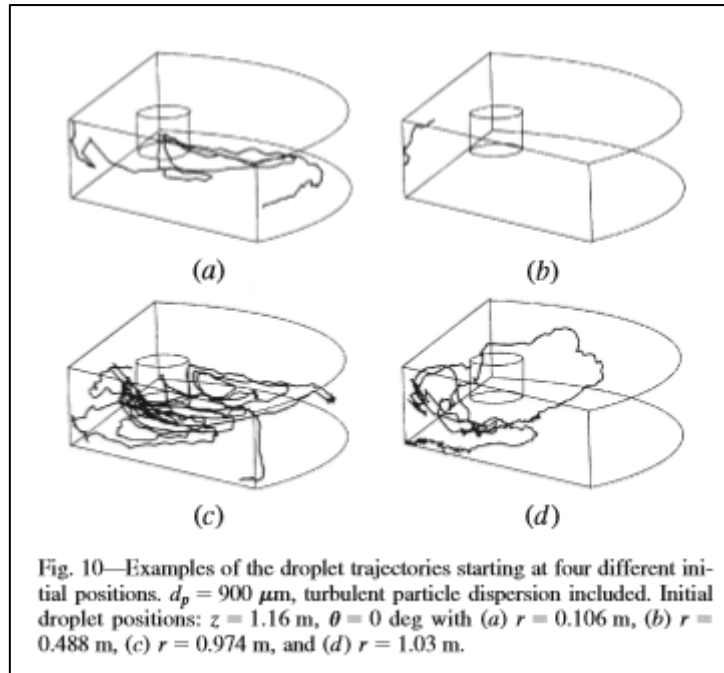 (a)
(b)
(c)
(d)
Fig. 10—Examples of the droplet trajectories starting at four different ini-
tial positions. dₚ = 900 μm, turbulent particle dispersion included. Initial
droplet positions: z = 1.16 m, θ = 0 deg with (a) r = 0.106 m, (b) r =
0.488 m, (c) r = 0.974 m, and (d) r = 1.03 m.